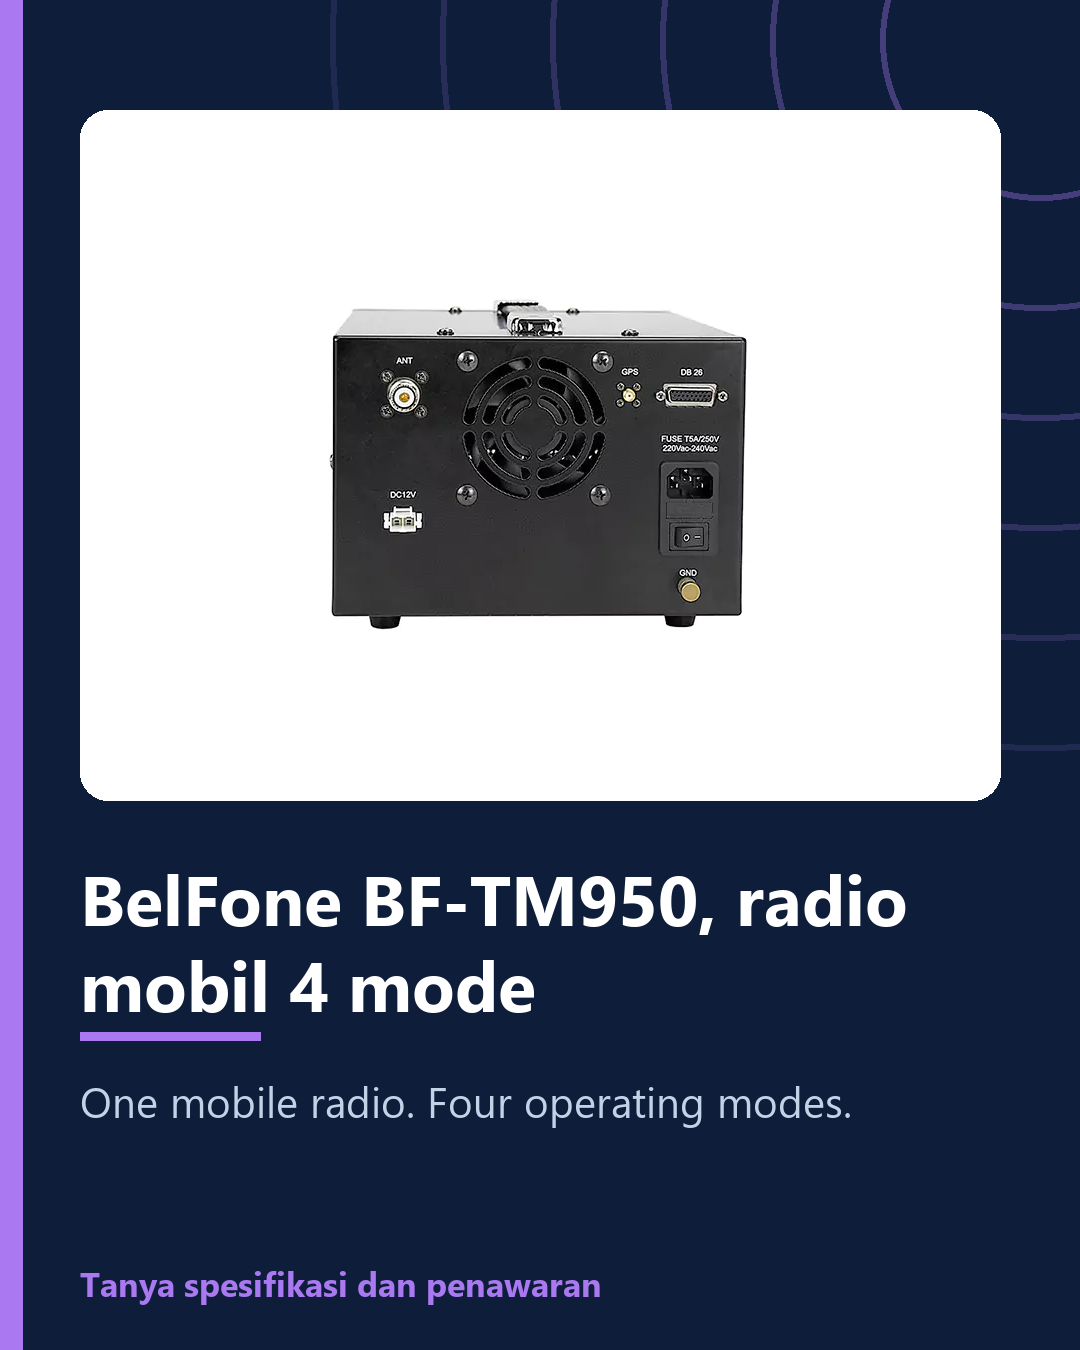 ANT
GPS
DB 26
FUSE T5A/250V
220Vac-240Vac
DC12V
GND
BelFone BF-TM950, radio
mobil 4 mode
One mobile radio. Four operating modes.
Tanya spesifikasi dan penawaran